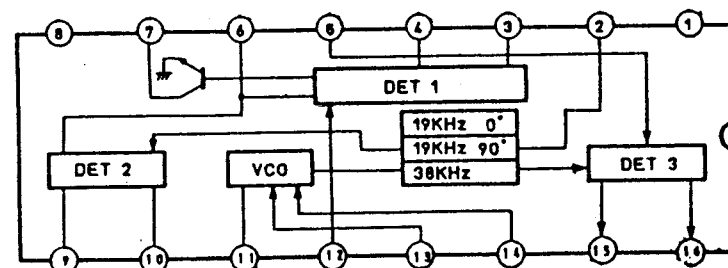 8 7 6 5 4 3 2 1
DET 1
19KHz 0°
19KHz 90°
38KHz
DET 2
VCO
DET 3
9 10 11 12 13 14 15 16